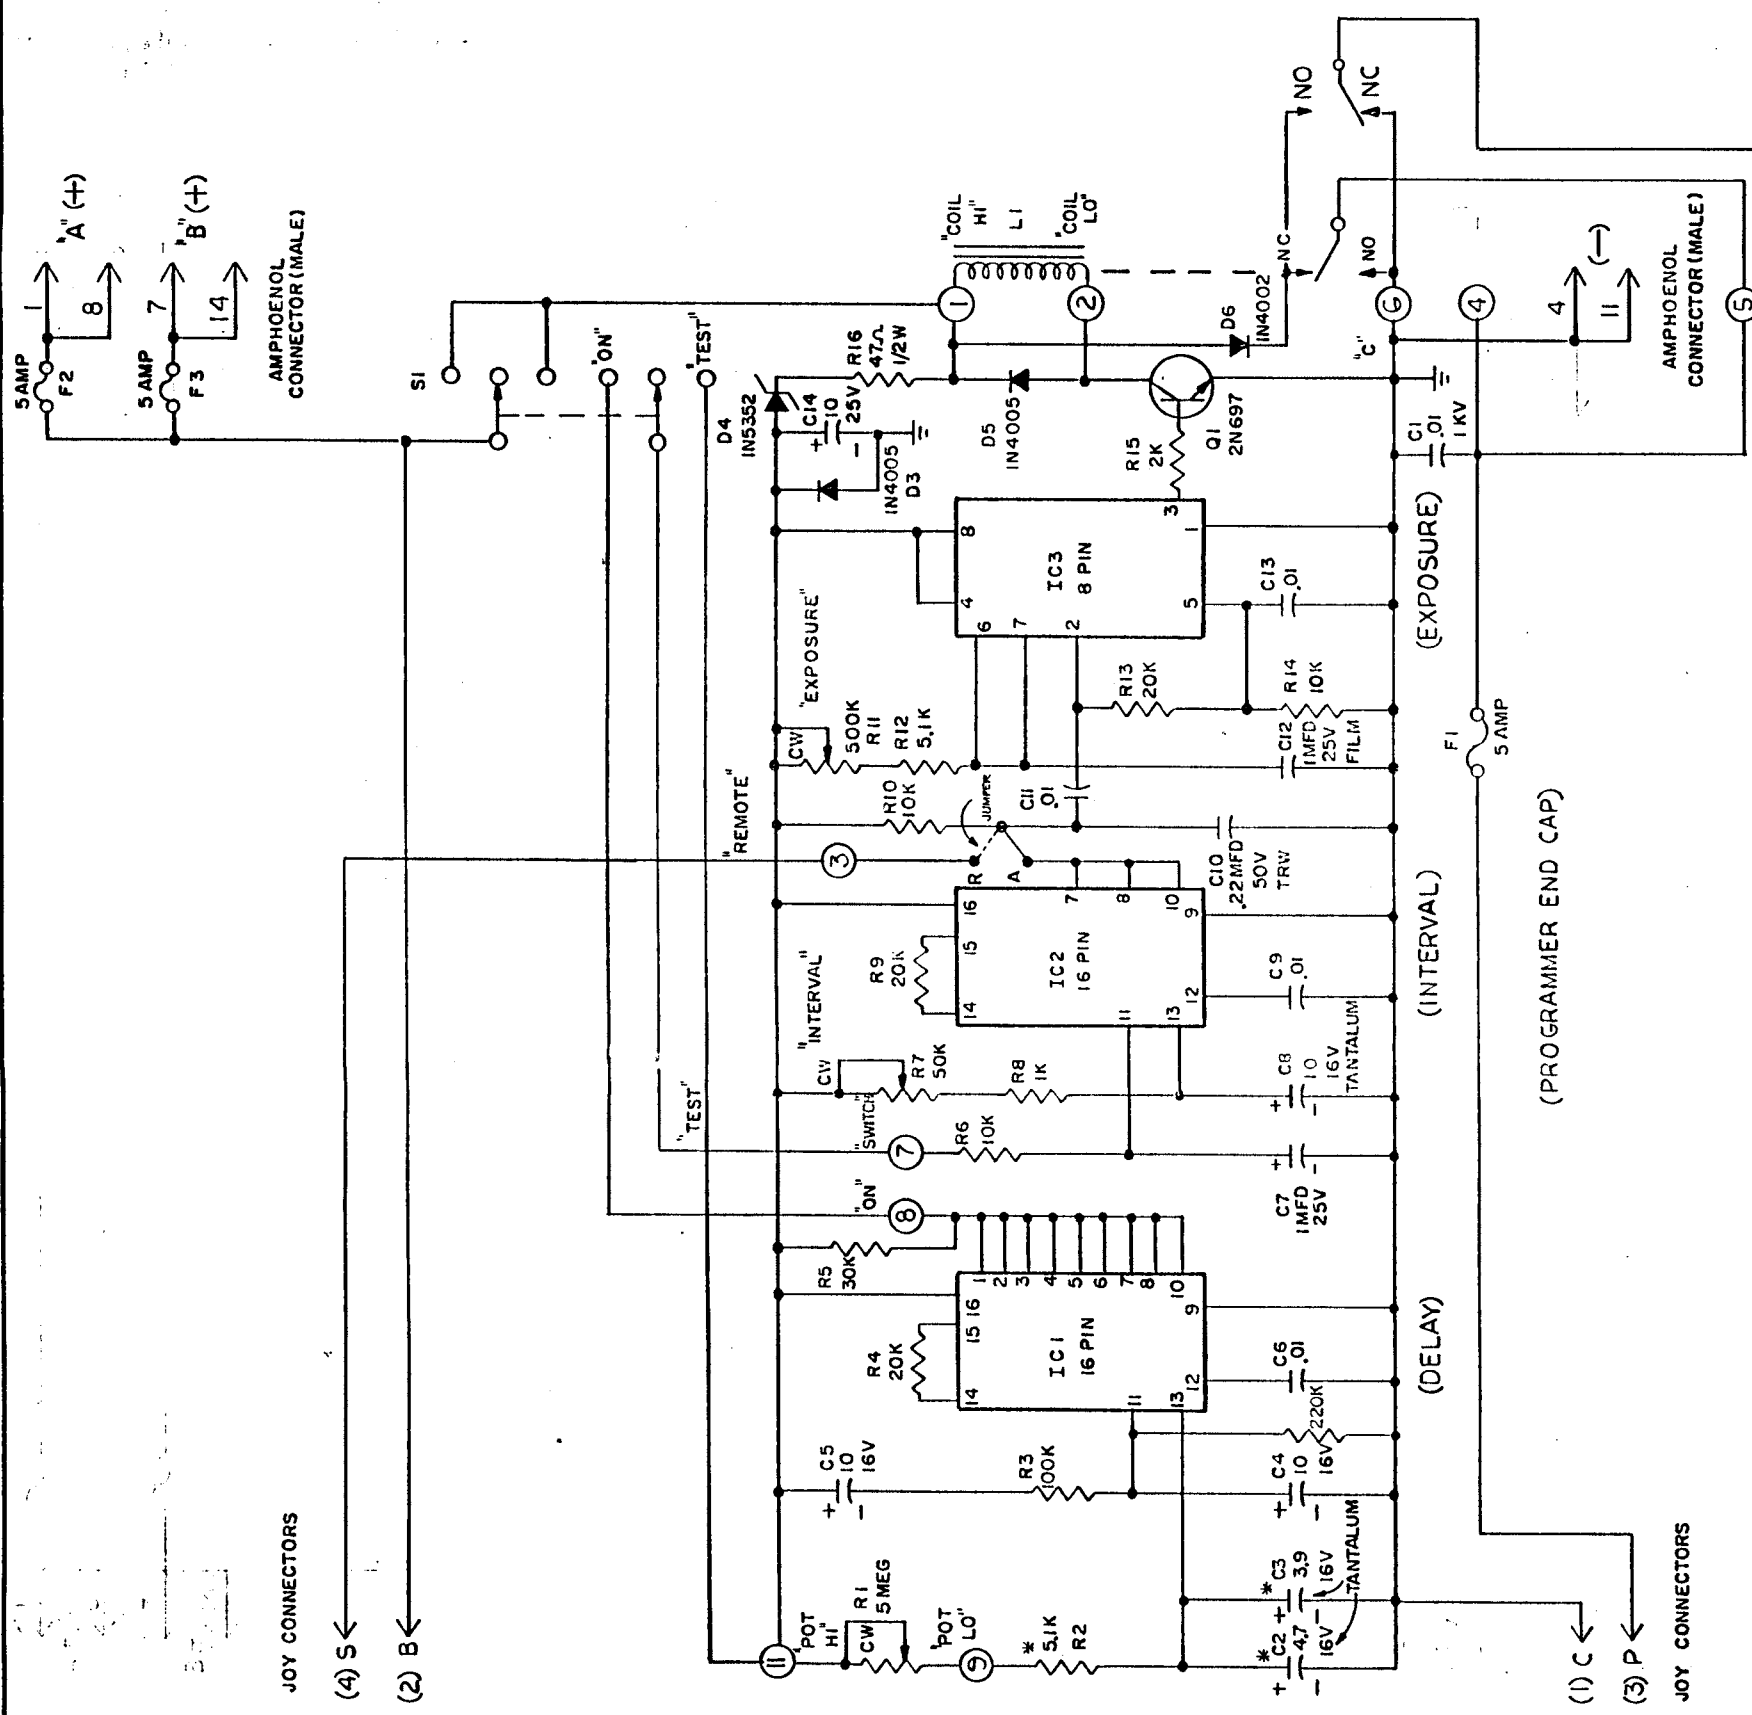 5 AMP
F2
1
8
"A" (+)
5 AMP
F3
7
14
"B" (+)
AMPHOENOL
CONNECTOR (MALE)
S1
"ON"
"TEST"
D4
1N5352
+
C14
10
25V
-
1N4005
D3
R16
47Ω
1/2W
1
"COIL
HI"
L1
"COIL
LO"
2
D5
1N4005
D6
1N4002
NC
NO
NO
NC
R15
2K
Q1
2N697
"C"
6
4
4
11
(-)
AMPHOENOL
CONNECTOR (MALE)
5
C1
.01
1KV
8
4
6
7
2
3
1
5
IC3
8 PIN
C13
.01
(EXPOSURE)
"EXPOSURE"
CW
500K
R11
R12
5.1K
R13
20K
R14
10K
C12
1MFD
25V
FILM
F1
5 AMP
"REMOTE"
3
R10
10K
JUMPER
R
A
C11
.01
C10
.22MFD
50V
TRW
16
15
14
7
8
10
9
11
13
12
R9
20K
IC2
16 PIN
C9
.01
(INTERVAL)
"INTERVAL"
CW
R7
50K
R8
1K
+
C8
10
16V
TANTALUM
-
"TEST"
"SWITCH"
7
R6
10K
+
C7
1MFD
25V
-
(PROGRAMMER END CAP)
"ON"
8
R5
30K
1
2
3
4
5
6
7
8
10
9
16
15
14
11
13
12
R4
20K
IC1
16 PIN
C6
.01
220K
(DELAY)
C5
10
16V
+
-
R3
100K
C4
10
16V
+
-
11
"POT
HI"
CW
R1
5 MEG
"POT
LO"
9
*
5.1K
R2
*
C2
4.7
16V
+
-
*
C3
3.9
16V
+
-
TANTALUM
JOY CONNECTORS
(4) S
(2) B
(1) C
(3) P
JOY CONNECTORS